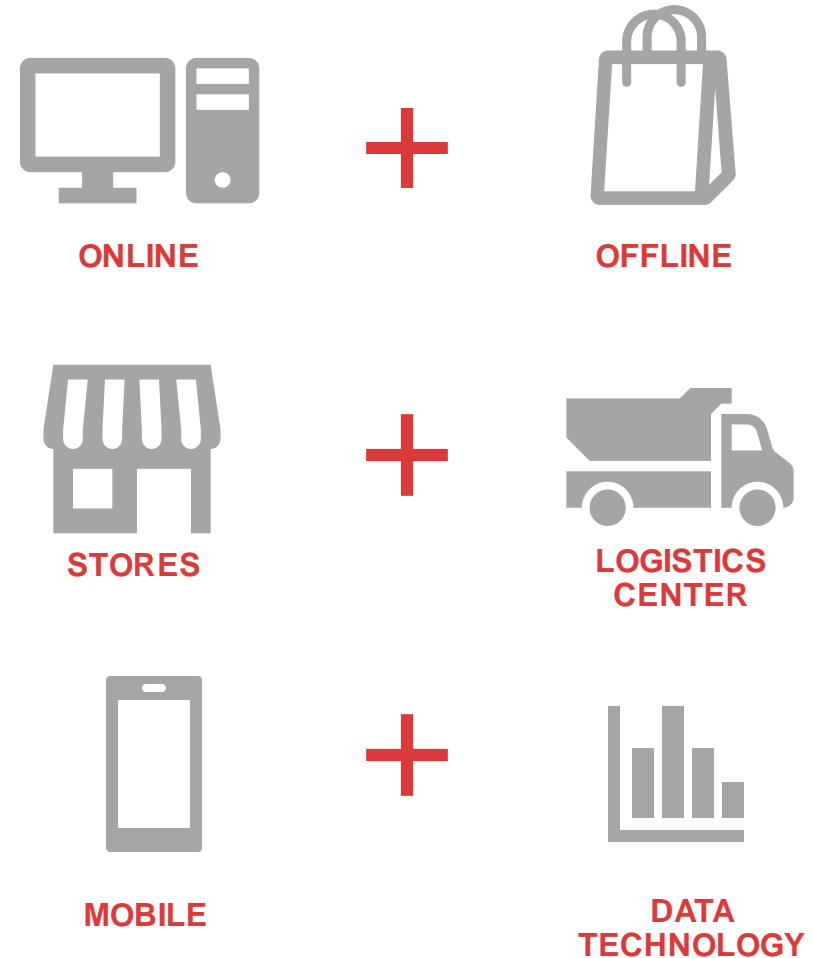 ONLINE
OFFLINE
STORES
LOGISTICS
CENTER
MOBILE
DATA
TECHNOLOGY